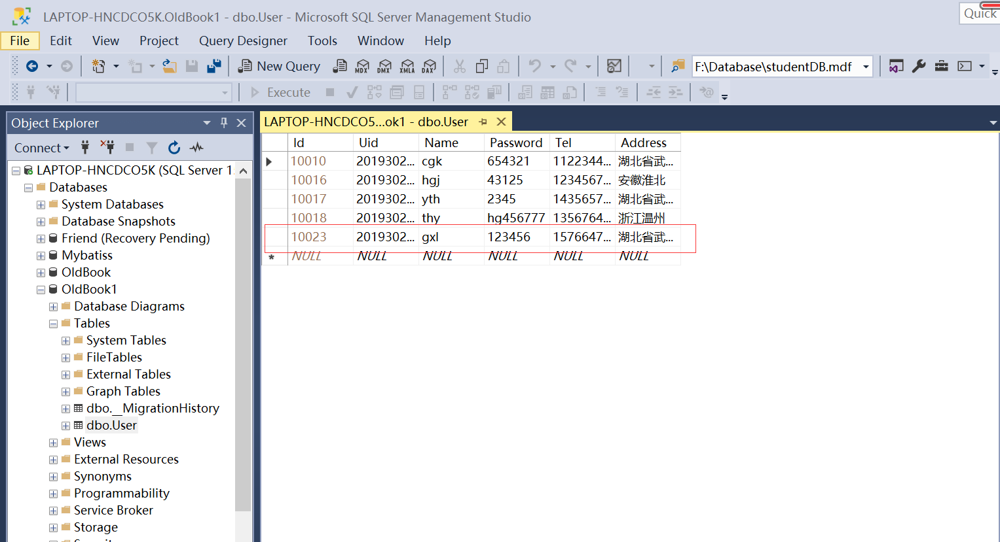 LAPTOP-HNCDCO5K.OldBook1 - dbo.User - Microsoft SQL Server Management Studio
Quick
File Edit View Project Query Designer Tools Window Help
New Query MDX DMX XMLA DAX F:\Database\studentDB.mdf
Execute
Object Explorer
Connect
LAPTOP-HNCDCO5K (SQL Server 1
Databases
System Databases
Database Snapshots
Friend (Recovery Pending)
Mybatiss
OldBook
OldBook1
Database Diagrams
Tables
System Tables
FileTables
External Tables
Graph Tables
dbo.__MigrationHistory
dbo.User
Views
External Resources
Synonyms
Programmability
Service Broker
Storage
LAPTOP-HNCDCO5...ok1 - dbo.User
Id Uid Name Password Tel Address
10010 2019302... cgk 654321 1122344... 湖北省武...
10016 2019302... hgj 43125 1234567... 安徽淮北
10017 2019302... yth 2345 1435657... 湖北省武...
10018 2019302... thy hg456777 1356764... 浙江温州
10023 2019302... gxl 123456 1576647... 湖北省武...
NULL NULL NULL NULL NULL NULL